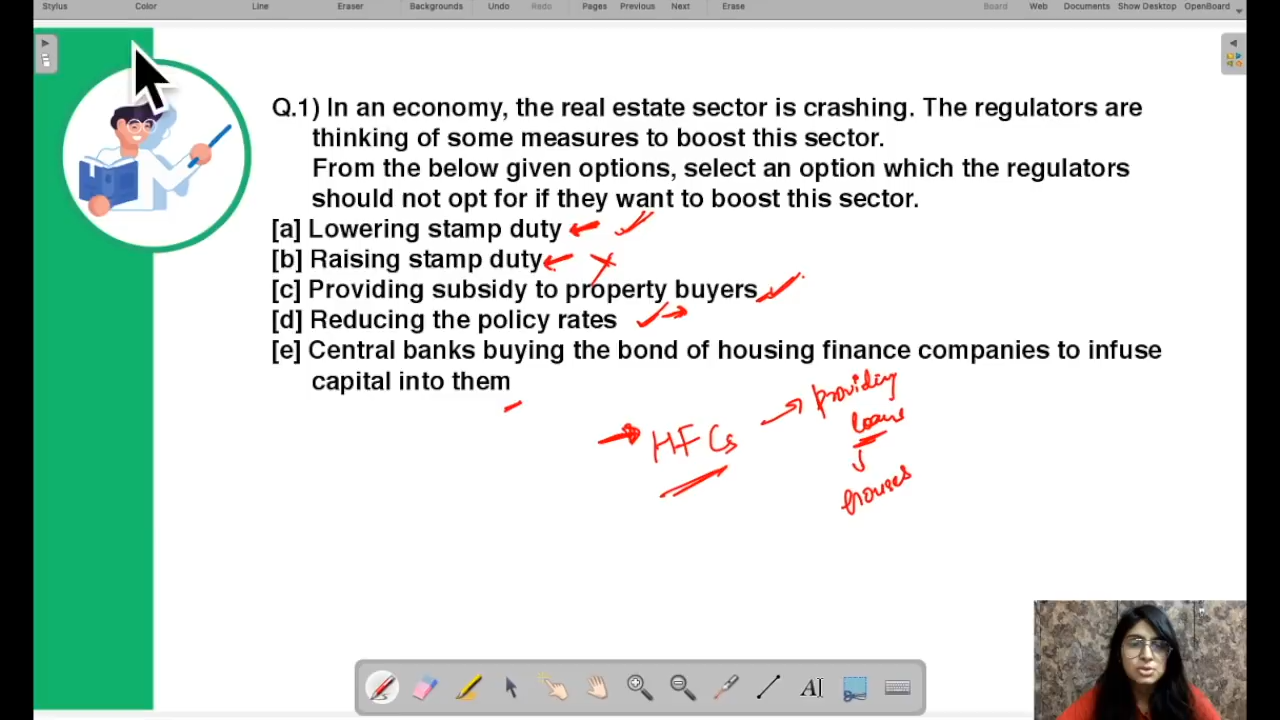 Stylus Color Line Eraser Backgrounds Undo Redo Pages Previous Next Erase Board Web Documents Show Desktop OpenBoard
Q.1) In an economy, the real estate sector is crashing. The regulators are
thinking of some measures to boost this sector.
From the below given options, select an option which the regulators
should not opt for if they want to boost this sector.
[a] Lowering stamp duty
[b] Raising stamp duty
[c] Providing subsidy to property buyers
[d] Reducing the policy rates
[e] Central banks buying the bond of housing finance companies to infuse
capital into them
providing
HFCs
loans
houses